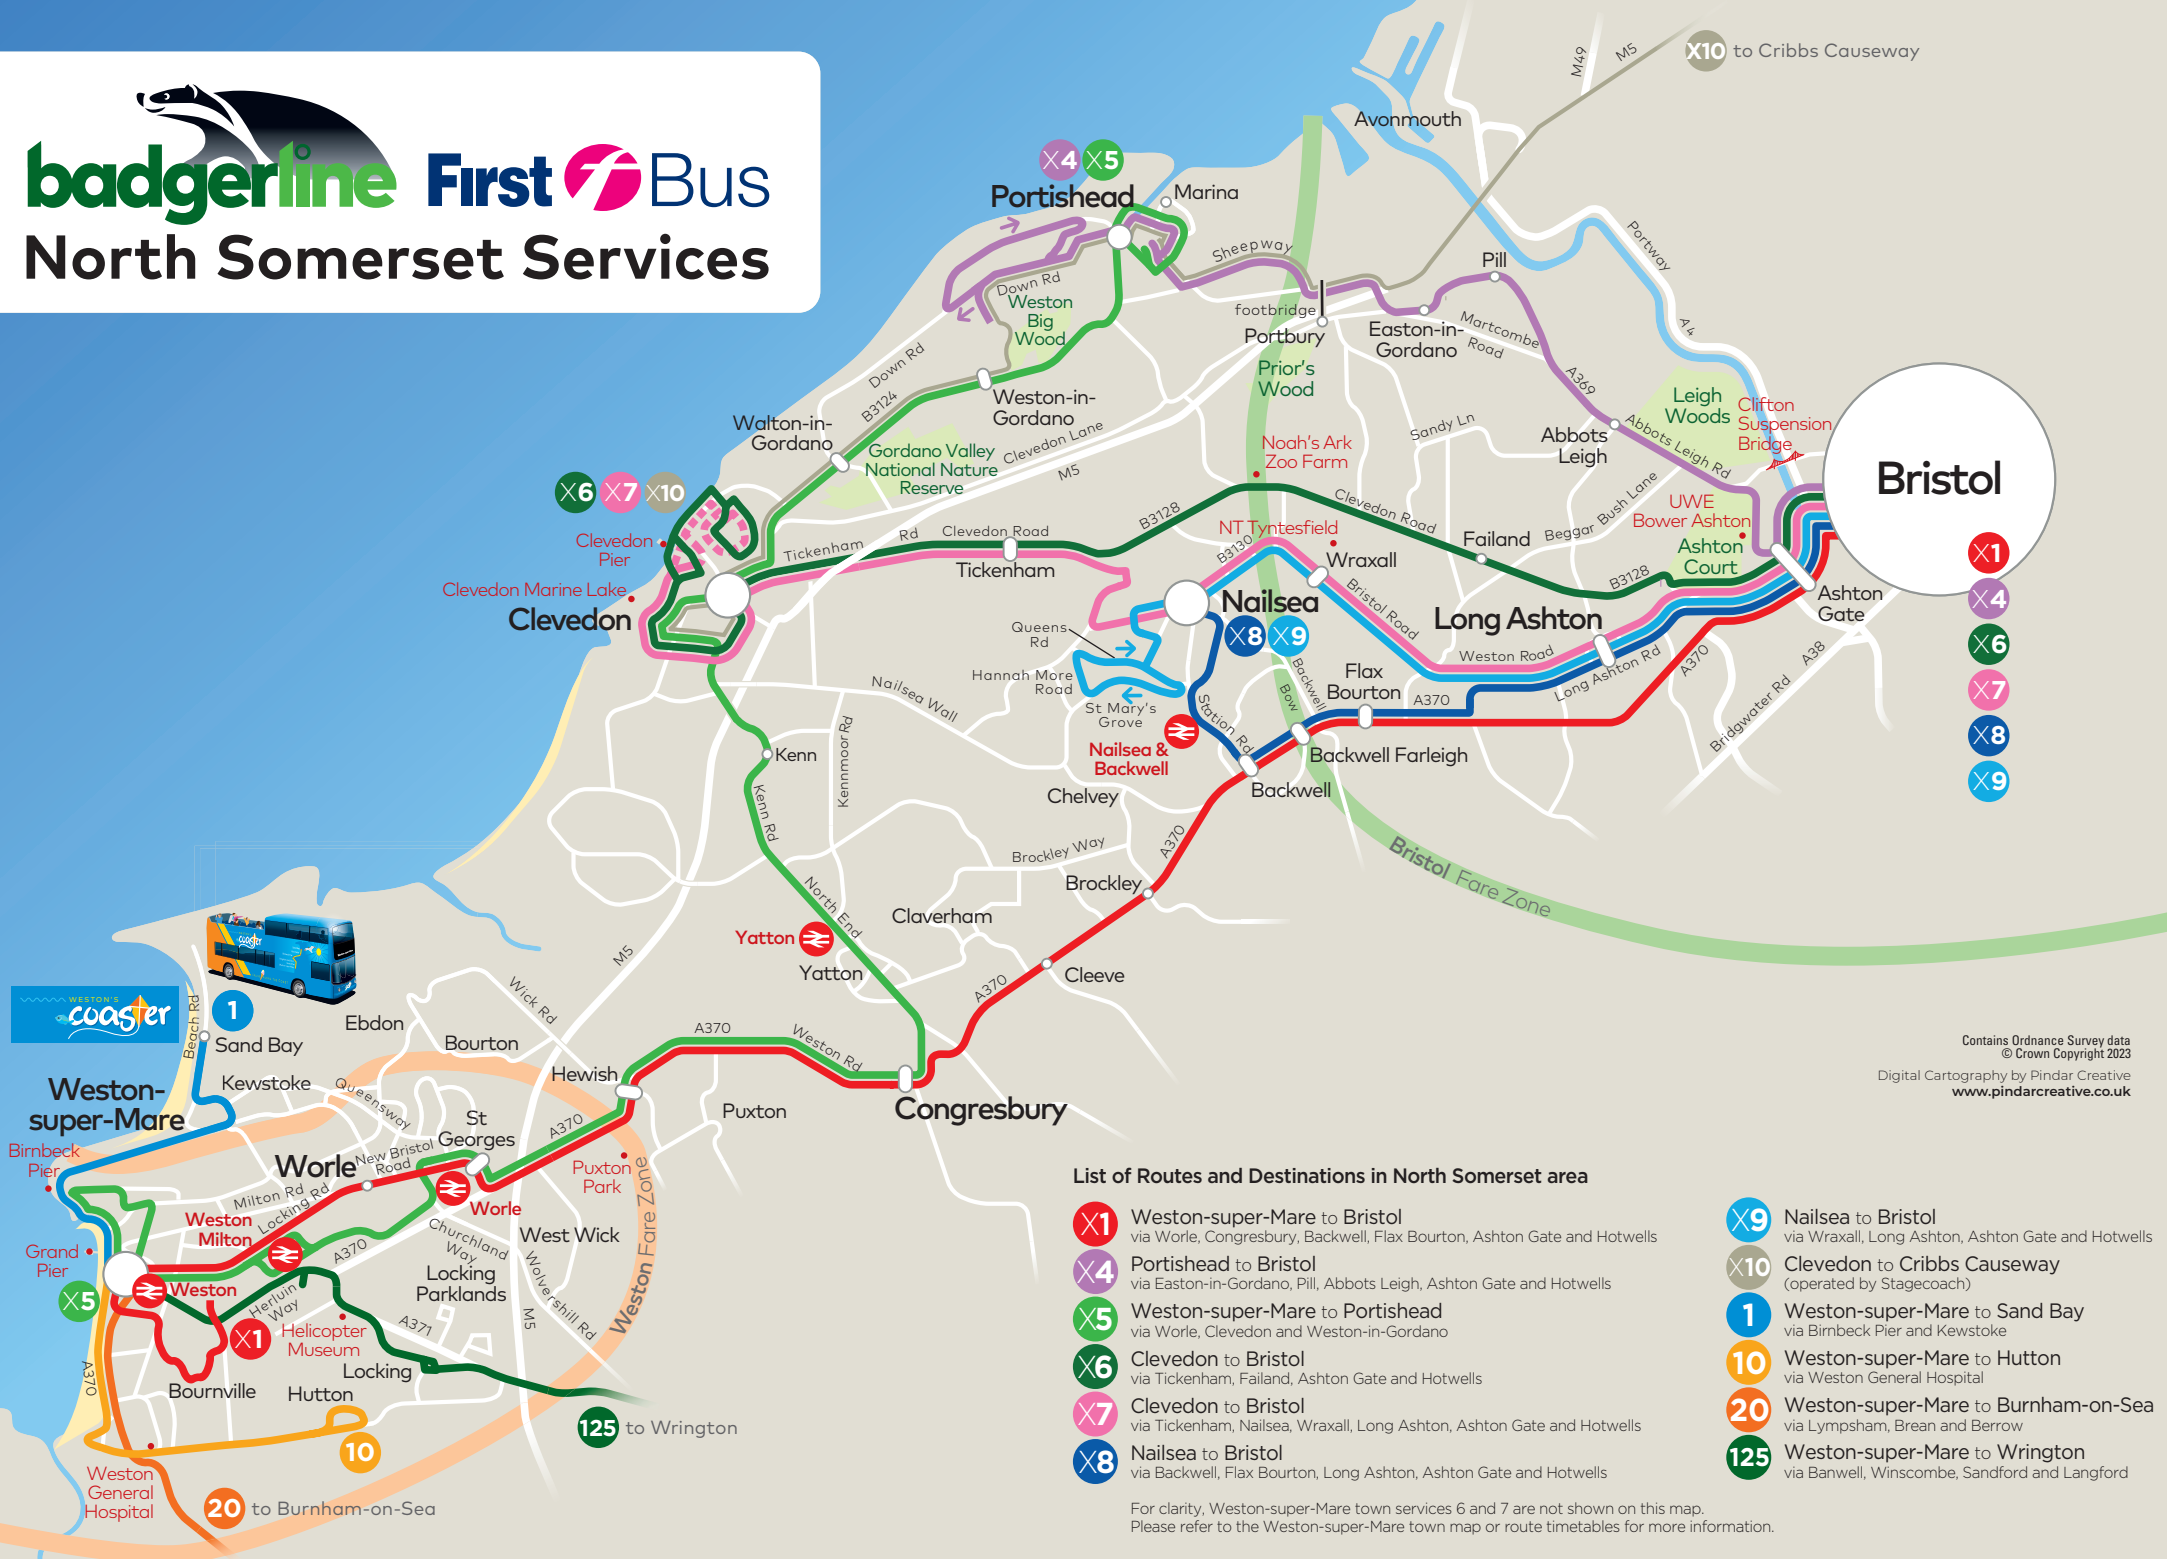 badgerline First Bus
North Somerset Services
X10 to Cribbs Causeway
M49
M5
Avonmouth
X4 X5
Portishead
Marina
Sheepway
Pill
Portway
Down Rd
Weston
Big
Wood
footbridge
Portbury
Easton-in-
Gordano
Martcombe
Road
A4
Down Rd
Prior's
Wood
A369
B3124
Weston-in-
Gordano
Leigh
Woods
Clifton
Suspension
Bridge
Walton-in-
Gordano
Clevedon Lane
M5
Sandy Ln
Abbots
Leigh
Abbots Leigh Rd
Gordano Valley
National Nature
Reserve
Noah's Ark
Zoo Farm
Bristol
X6 X7 X10
Clevedon
Pier
Clevedon Marine Lake
Clevedon
Tickenham Rd
Clevedon Road
Tickenham
B3128
Clevedon Road
NT Tyntesfield
B3130
Wraxall
Failand
Beggar Bush Lane
UWE
Bower Ashton
Ashton
Court
B3128
Ashton
Gate
X1
X4
X6
X7
X8
X9
Nailsea
X8 X9
Queens
Rd
Hannah More
Road
St Mary's
Grove
Nailsea Wall
Bristol Road
Long Ashton
Weston Road
Long Ashton Rd
A370
A38
Bridgwater Rd
Flax
Bourton
A370
Backwell
Bow
Station Rd
Nailsea &
Backwell
Backwell Farleigh
Backwell
Kenn
Kennmoor Rd
Kenn Rd
Chelvey
A370
Brockley Way
Brockley
Bristol Fare Zone
North End
Claverham
Yatton
Yatton
Cleeve
A370
M5
Wick Rd
coaster
WESTON'S
coaster
Beach Rd
1
Sand Bay
Ebdon
Bourton
A370
Weston Rd
Hewish
Congresbury
Puxton
Kewstoke
Queensway
Weston-
super-Mare
Birnbeck
Pier
St
Georges
A370
New Bristol
Road
Worle
Puxton
Park
Milton Rd
Locking Rd
Worle
Weston
Milton
Churchland
Way
West Wick
Grand
Pier
A370
Locking
Parklands
Wolvershill Rd
Weston Fare Zone
X5
Weston
Herluin
Way
X1
Helicopter
Museum
A371
M5
Locking
A370
Bournville
Hutton
10
125 to Wrington
Weston
General
Hospital
20 to Burnham-on-Sea
Contains Ordnance Survey data
© Crown Copyright 2023
Digital Cartography by Pindar Creative
www.pindarcreative.co.uk
List of Routes and Destinations in North Somerset area
X1 Weston-super-Mare to Bristol
via Worle, Congresbury, Backwell, Flax Bourton, Ashton Gate and Hotwells
X4 Portishead to Bristol
via Easton-in-Gordano, Pill, Abbots Leigh, Ashton Gate and Hotwells
X5 Weston-super-Mare to Portishead
via Worle, Clevedon and Weston-in-Gordano
X6 Clevedon to Bristol
via Tickenham, Failand, Ashton Gate and Hotwells
X7 Clevedon to Bristol
via Tickenham, Nailsea, Wraxall, Long Ashton, Ashton Gate and Hotwells
X8 Nailsea to Bristol
via Backwell, Flax Bourton, Long Ashton, Ashton Gate and Hotwells
X9 Nailsea to Bristol
via Wraxall, Long Ashton, Ashton Gate and Hotwells
X10 Clevedon to Cribbs Causeway
(operated by Stagecoach)
1 Weston-super-Mare to Sand Bay
via Birnbeck Pier and Kewstoke
10 Weston-super-Mare to Hutton
via Weston General Hospital
20 Weston-super-Mare to Burnham-on-Sea
via Lympsham, Brean and Berrow
125 Weston-super-Mare to Wrington
via Banwell, Winscombe, Sandford and Langford
For clarity, Weston-super-Mare town services 6 and 7 are not shown on this map.
Please refer to the Weston-super-Mare town map or route timetables for more information.